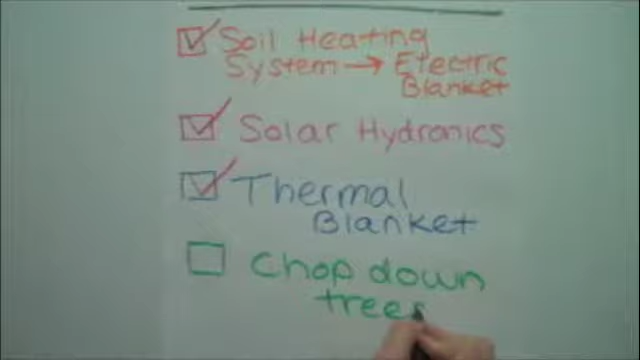 Soil Heating
System → Electric
Blanket
Solar Hydronics
Thermal
Blanket
Chop down
trees